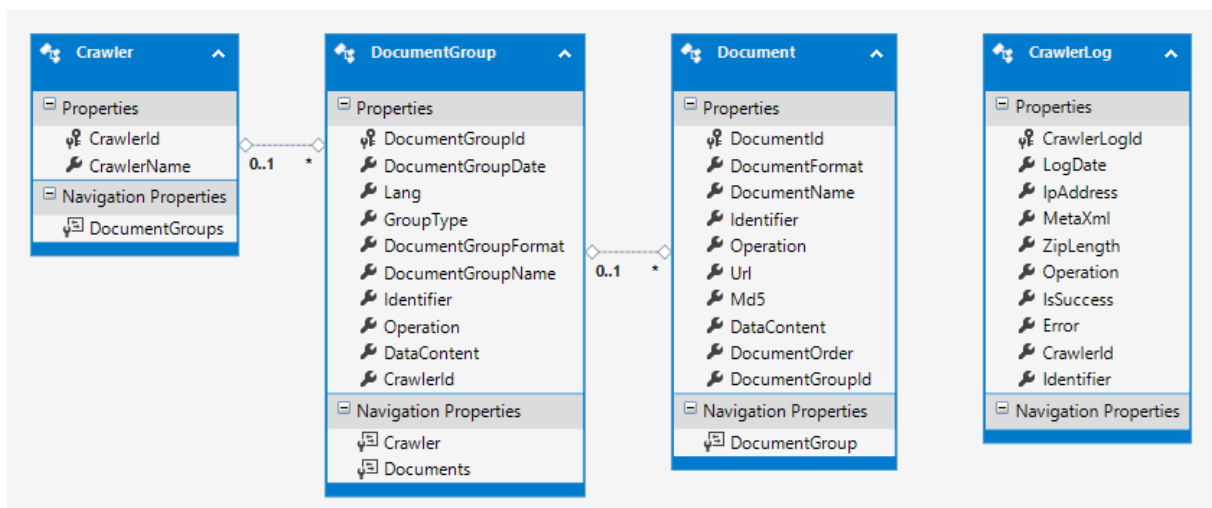 Crawler
Properties
CrawlerId
CrawlerName
Navigation Properties
DocumentGroups
0..1
*
DocumentGroup
Properties
DocumentGroupId
DocumentGroupDate
Lang
GroupType
DocumentGroupFormat
DocumentGroupName
Identifier
Operation
DataContent
CrawlerId
Navigation Properties
Crawler
Documents
0..1
*
Document
Properties
DocumentId
DocumentFormat
DocumentName
Identifier
Operation
Url
Md5
DataContent
DocumentOrder
DocumentGroupId
Navigation Properties
DocumentGroup
CrawlerLog
Properties
CrawlerLogId
LogDate
IpAddress
MetaXml
ZipLength
Operation
IsSuccess
Error
CrawlerId
Identifier
Navigation Properties